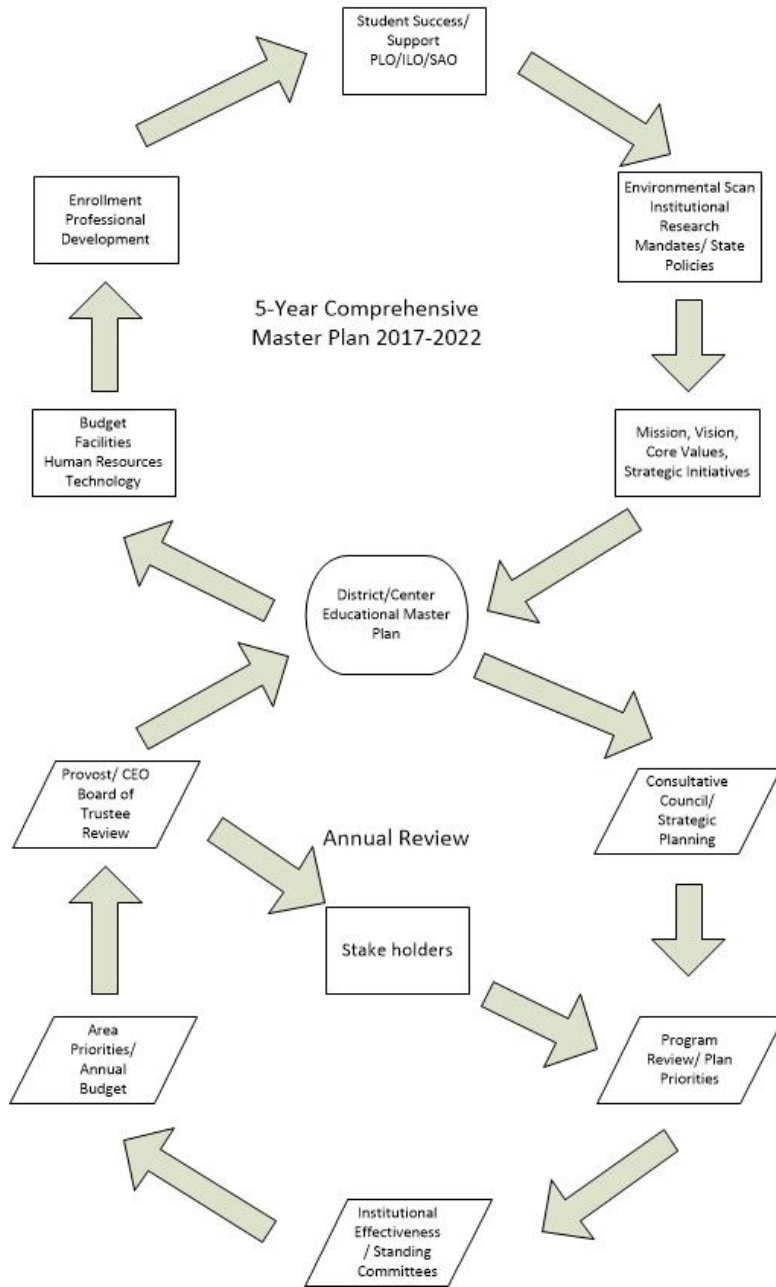 Student Success/
Support
PLO/ILO/SAO
Enrollment
Professional
Development
Environmental Scan
Institutional
Research
Mandates/ State
Policies
5-Year Comprehensive
Master Plan 2017-2022
Budget
Facilities
Human Resources
Technology
Mission, Vision,
Core Values,
Strategic Initiatives
District/Center
Educational Master
Plan
Provost/ CEO
Board of
Trustee
Review
Consultative
Council/
Strategic
Planning
Annual Review
Stake holders
Area
Priorities/
Annual
Budget
Program
Review/ Plan
Priorities
Institutional
Effectiveness
/ Standing
Committees